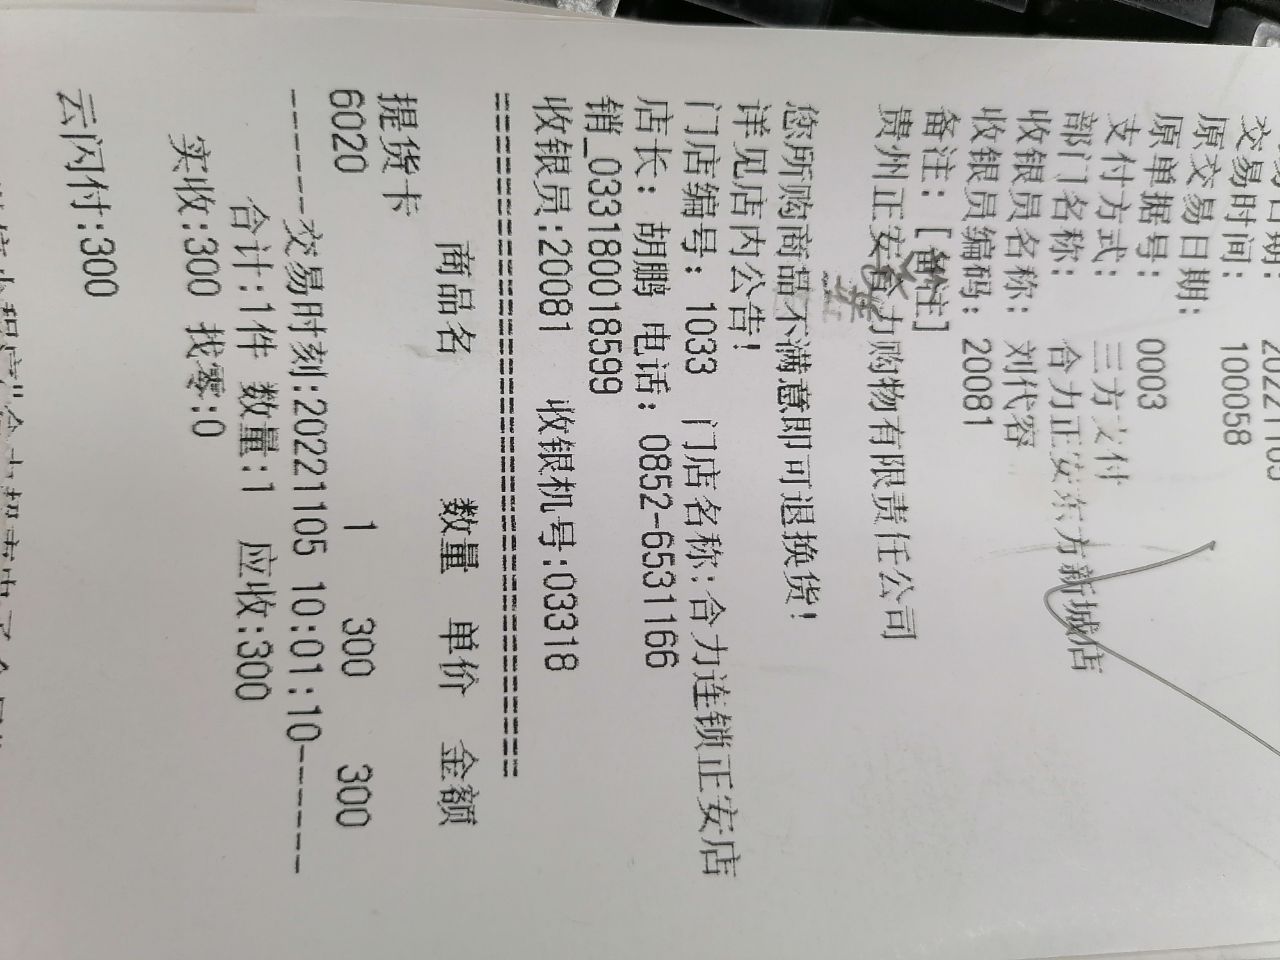 交易时间： 100058
原交易日期：
原单据号： 0003
支付方式： 三方支付
部门名称： 合力正安东方新城店
收银员名称： 刘代容
收银员编码： 20081
备注：[备注]
贵州正安合力购物有限责任公司
您所购商品不满意即可退换货！
详见店内公告！
门店编号： 1033 门店名称:合力连锁正安店
店长： 胡鹏 电话： 0852-6531166
销_0331800018599
收银员:20081 收银机号:03318
===========================================
商品名 数量 单价 金额
提货卡
6020 1 300 300
------交易时刻:20221105 10:01:10------
合计:1件 数量:1 应收:300
实收:300 找零:0
云闪付:300